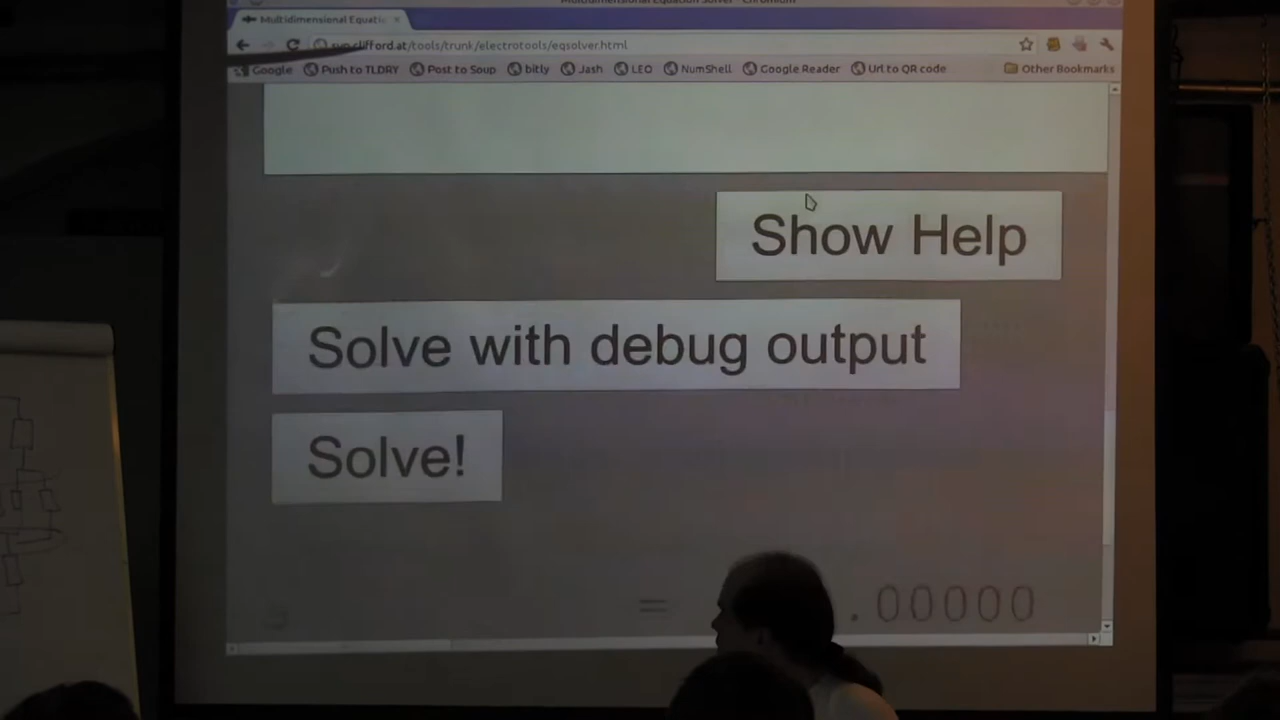 Multidimensional Equation Solver - Chromium
Multidimensional Equati
svn.clifford.at/tools/trunk/electrotools/eqsolver.html
Google Push to TLDRY Post to Soup bitly Jash LEO NumShell Google Reader Url to QR code Other Bookmarks
Show Help
Solve with debug output
Solve!
= .00000